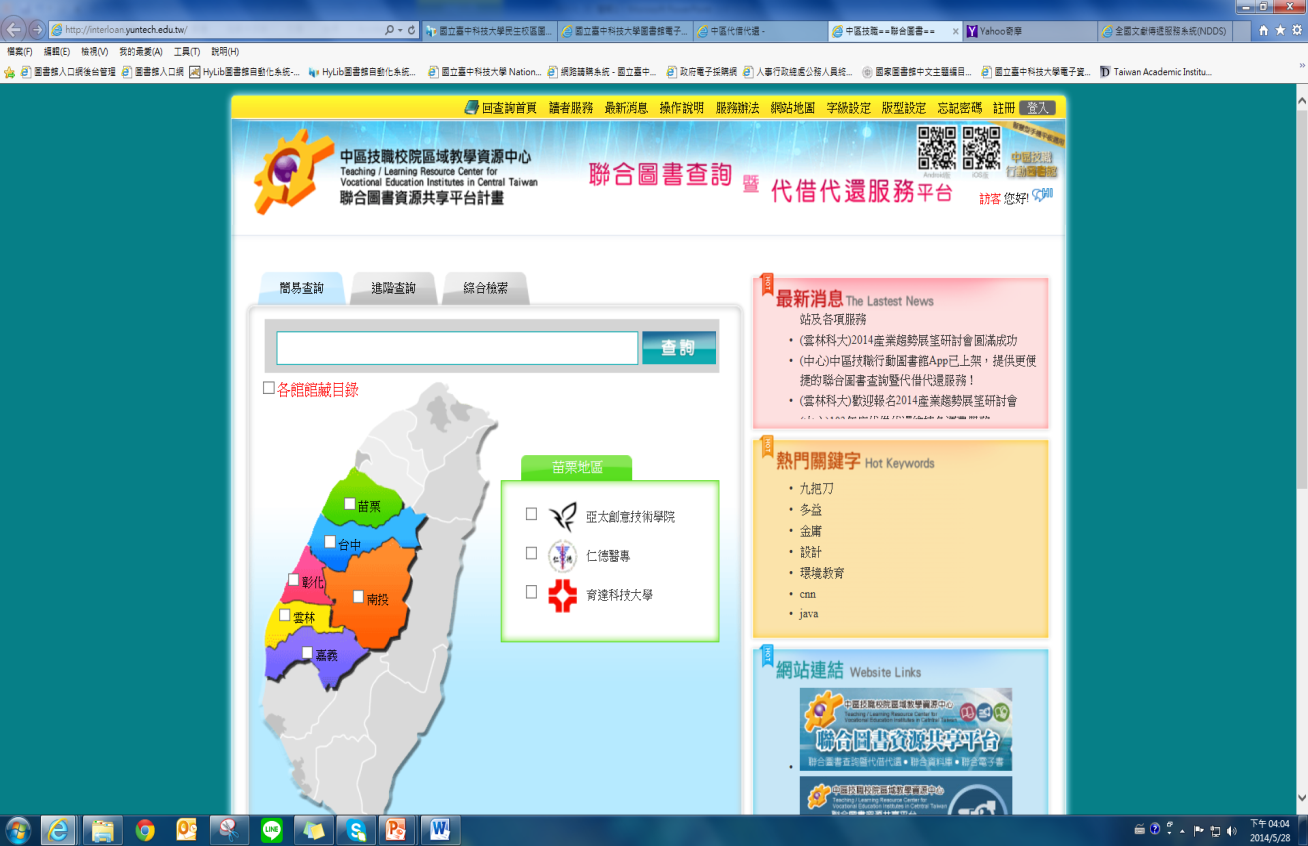 http://interloan.yuntech.edu.tw/
國立臺中科技大學民生校區圖...
國立臺中科技大學圖書館電子...
中區代借代還 -
中區技職==聯合圖書==
Yahoo奇摩
全國文獻傳遞服務系統(NDDS)
檔案(F) 編輯(E) 檢視(V) 我的最愛(A) 工具(T) 說明(H)
圖書館入口網後台管理
圖書館入口網
HyLib圖書館自動化系統-...
HyLib圖書館自動化系統...
國立臺中科技大學 Nation...
網路請購系統 - 國立臺中...
政府電子採購網
人事行政總處公務人員終...
國家圖書館中文主題編目...
國立臺中科技大學電子資...
Taiwan Academic Institu...
回查詢首頁 讀者服務 最新消息 操作說明 服務辦法 網站地圖 字級設定 版型設定 忘記密碼 註冊 登入
中區技職校院區域教學資源中心
Teaching / Learning Resource Center for
Vocational Education Institutes in Central Taiwan
聯合圖書資源共享平台計畫
聯合圖書查詢 暨 代借代還服務平台
Android版
iOS版
中區技職
行動圖書館
訪客 您好!
簡易查詢 進階查詢 綜合檢索
查詢
各館館藏目錄
苗栗
台中
彰化
南投
雲林
嘉義
苗栗地區
亞太創意技術學院
仁德醫專
育達科技大學
HOT
最新消息 The Lastest News
站及各項服務
• (雲林科大)2014產業趨勢展望研討會圓滿成功
• (中心)中區技職行動圖書館App已上架，提供更便
捷的聯合圖書查詢暨代借代還服務！
• (雲林科大)歡迎報名2014產業趨勢展望研討會
HOT
熱門關鍵字 Hot Keywords
• 九把刀
• 多益
• 金庸
• 設計
• 環境教育
• cnn
• java
HOT
網站連結 Website Links
中區技職校院區域教學資源中心
Teaching / Learning Resource Center for
Vocational Education Institutes in Central Taiwan
聯合圖書資源共享平台
聯合圖書查詢暨代借代還 ● 聯合資料庫 ● 聯合電子書
中區技職校院區域教學資源中心
Teaching / Learning Resource Center for
Vocational Education Institutes in Central Taiwan
下午 04:04
2014/5/28